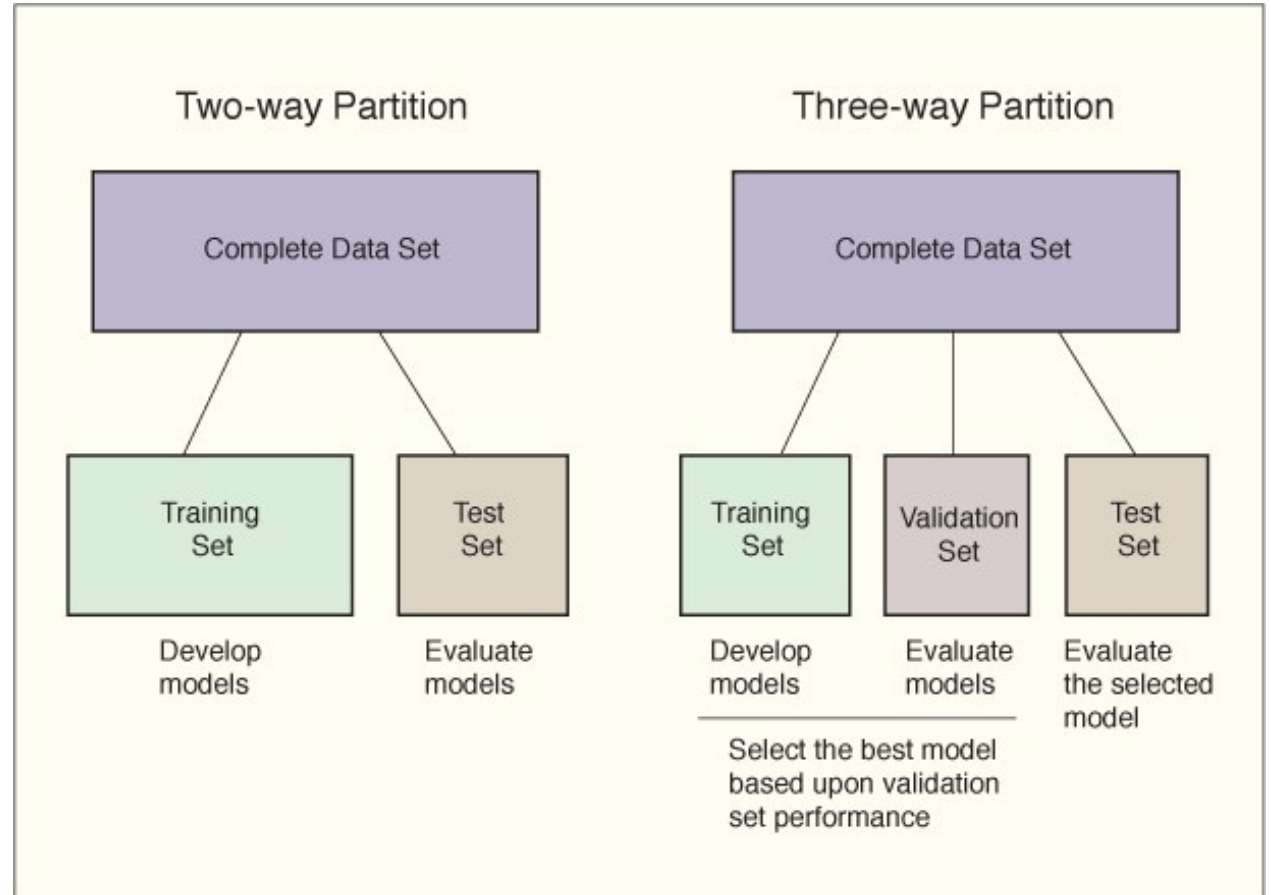 Two-way Partition
Complete Data Set
Training
Set
Test
Set
Develop
models
Evaluate
models
Three-way Partition
Complete Data Set
Training
Set
Validation
Set
Test
Set
Develop
models
Evaluate
models
Evaluate
the selected
model
Select the best model
based upon validation
set performance